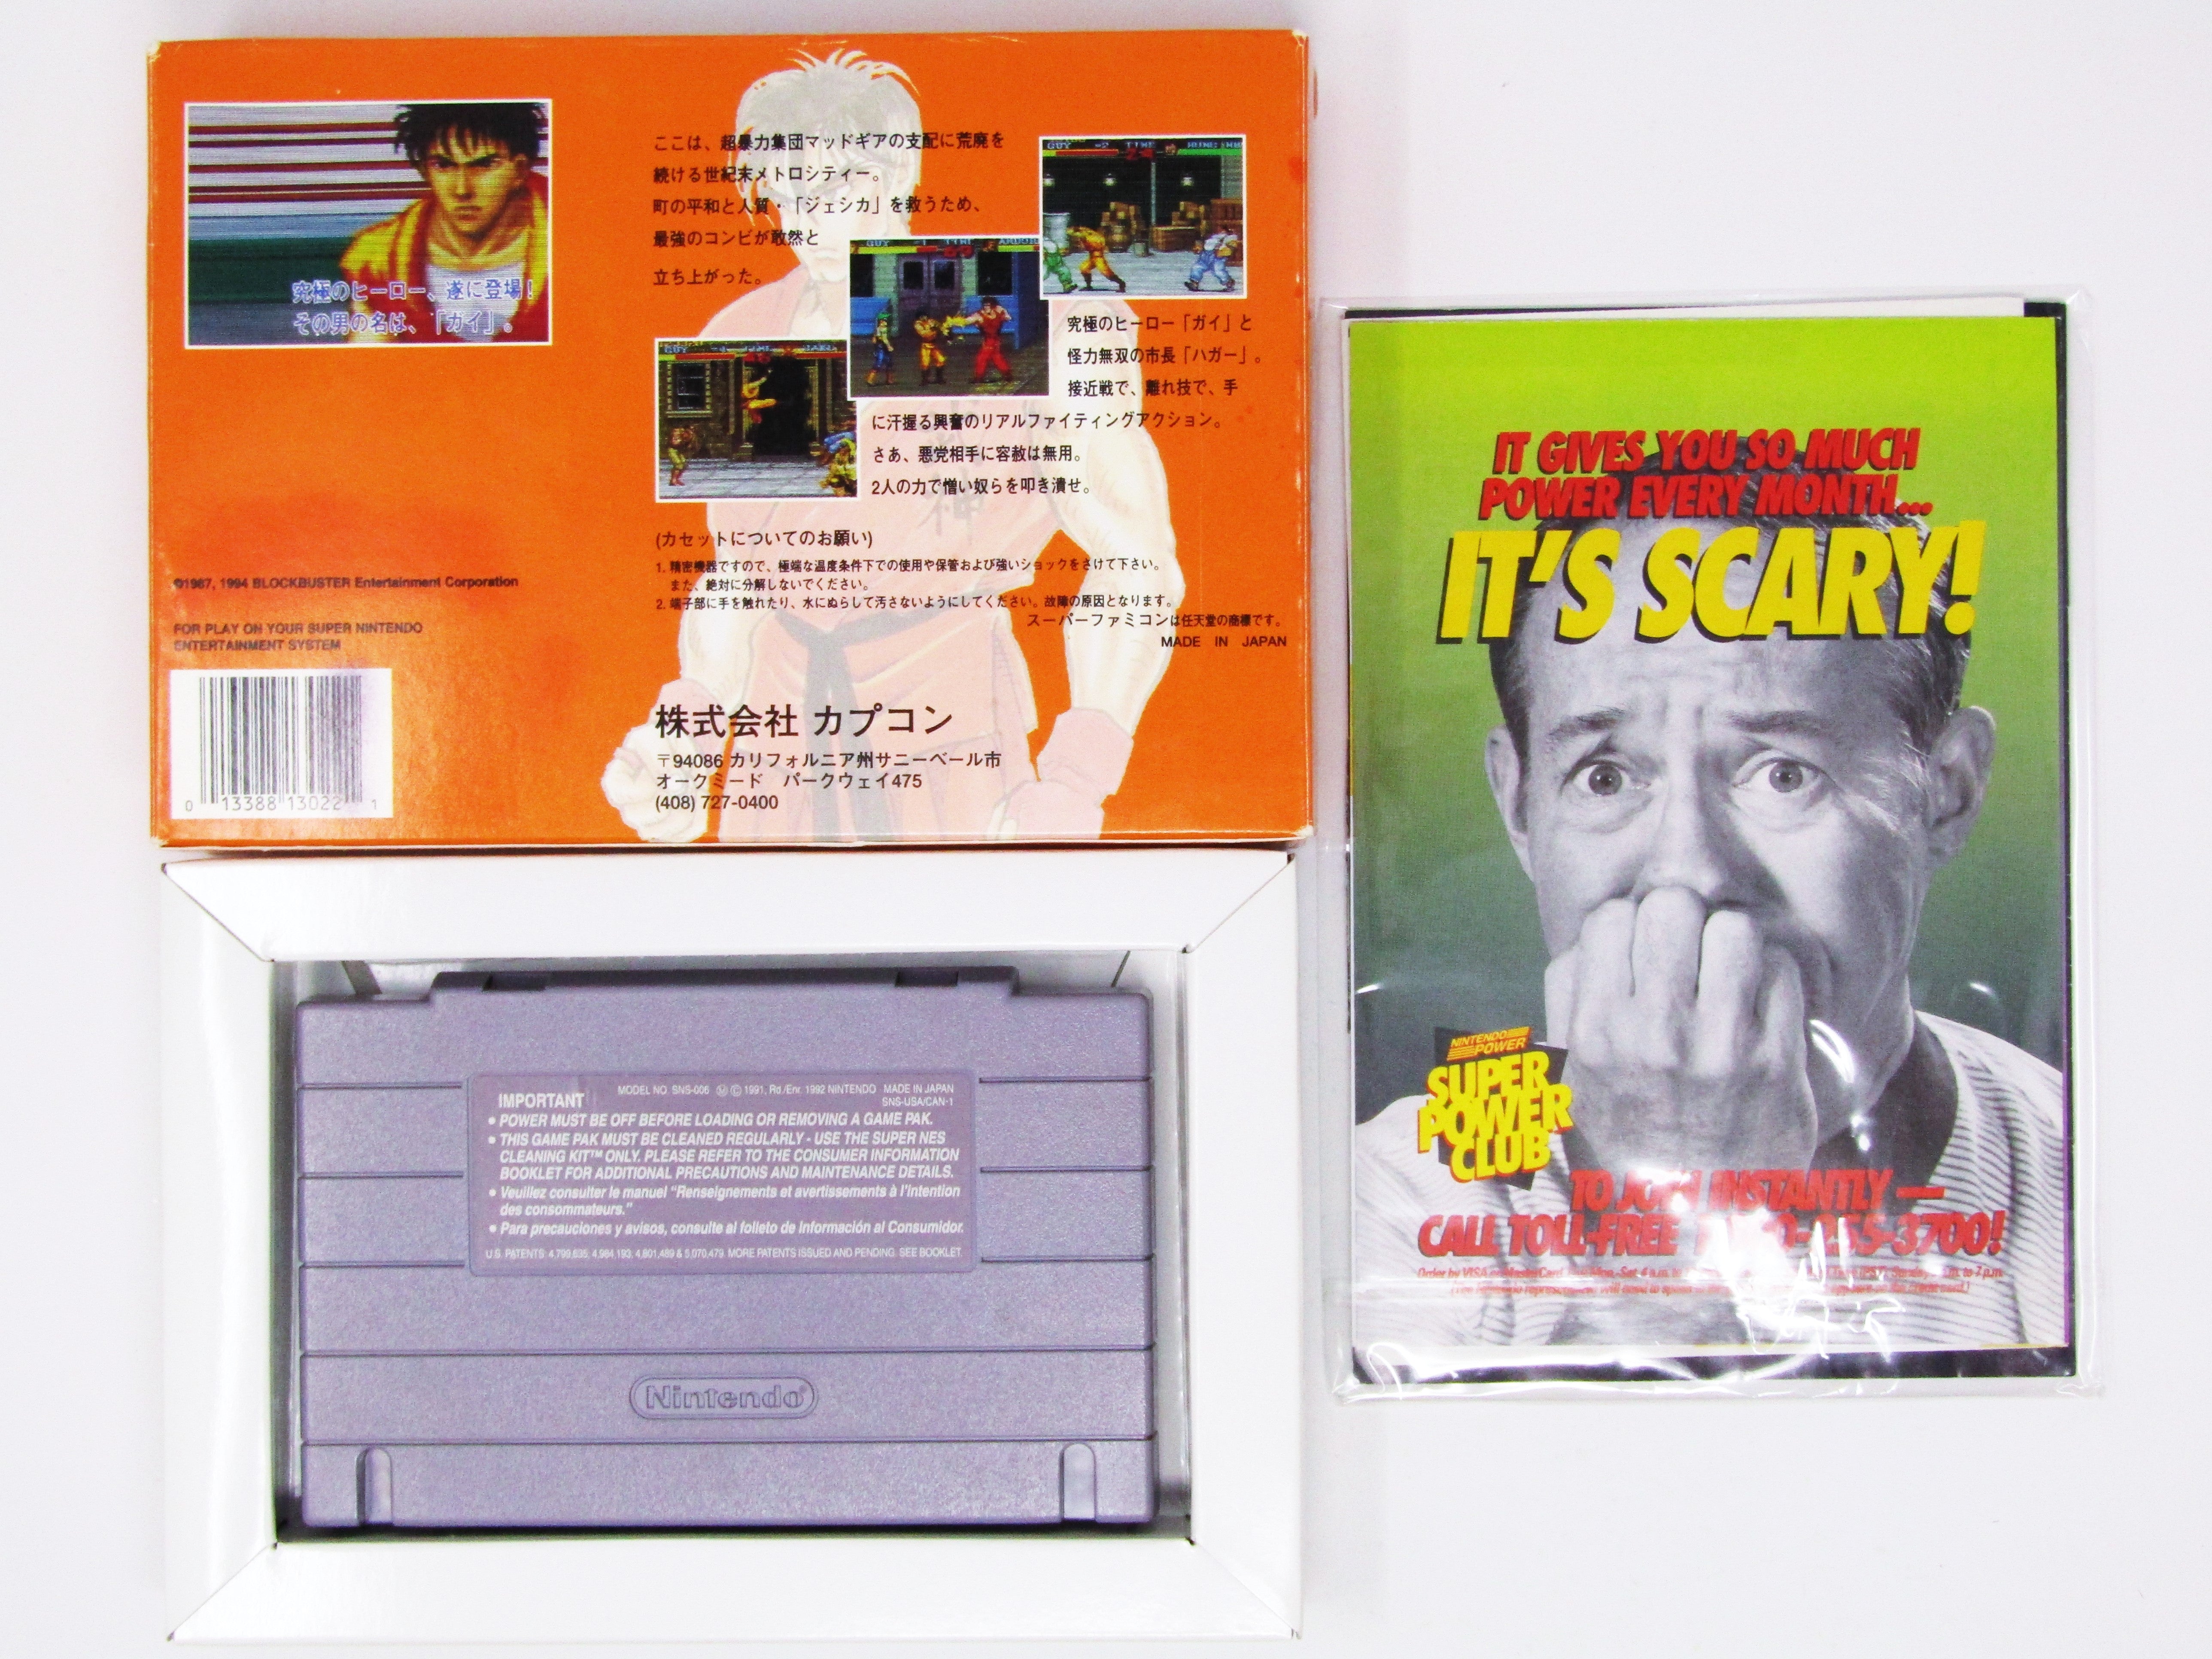 究極のヒーロー、遂に登場！
その男の名は、「ガイ」。
ここは、超暴力集団マッドギアの支配に荒廃を
続ける世紀末メトロシティー。
町の平和と人質・「ジェシカ」を救うため、
最強のコンビが敢然と
立ち上がった。
GUY
TIME
GUY
TIME
GUY
究極のヒーロー「ガイ」と
怪力無双の市長「ハガー」。
接近戦で、離れ技で、手
に汗握る興奮のリアルファイティングアクション。
さあ、悪党相手に容赦は無用。
2人の力で憎い奴らを叩き潰せ。
(カセットについてのお願い)
1. 精密機器ですので、極端な温度条件下での使用や保管および強いショックをさけて下さい。
また、絶対に分解しないでください。
2. 端子部に手を触れたり、水にぬらして汚さないようにしてください。故障の原因となります。
スーパーファミコンは任天堂の商標です。
MADE IN JAPAN
©1987, 1994 BLOCKBUSTER Entertainment Corporation
FOR PLAY ON YOUR SUPER NINTENDO
ENTERTAINMENT SYSTEM
0 13388 13022 1
株式会社 カプコン
〒94086 カリフォルニア州サニーベール市
オークミード パークウェイ475
(408) 727-0400
IMPORTANT
MODEL NO. SNS-006 Ⓜ © 1991, Rd./Enr. 1992 NINTENDO MADE IN JAPAN
SNS-USA/CAN-1
• POWER MUST BE OFF BEFORE LOADING OR REMOVING A GAME PAK.
• THIS GAME PAK MUST BE CLEANED REGULARLY - USE THE SUPER NES
CLEANING KIT™ ONLY. PLEASE REFER TO THE CONSUMER INFORMATION
BOOKLET FOR ADDITIONAL PRECAUTIONS AND MAINTENANCE DETAILS.
• Veuillez consulter le manuel "Renseignements et avertissements à l'intention
des consommateurs."
• Para precauciones y avisos, consulte al folleto de Información al Consumidor.
U.S. PATENTS: 4,799,635; 4,984,193; 4,801,489 & 5,070,479 MORE PATENTS ISSUED AND PENDING. SEE BOOKLET.
Nintendo®
IT GIVES YOU SO MUCH
POWER EVERY MONTH...
IT'S SCARY!
NINTENDO
POWER
SUPER
POWER
CLUB
TO JOIN INSTANTLY —
CALL TOLL-FREE 255-3700!
Order by VISA or MasterCard